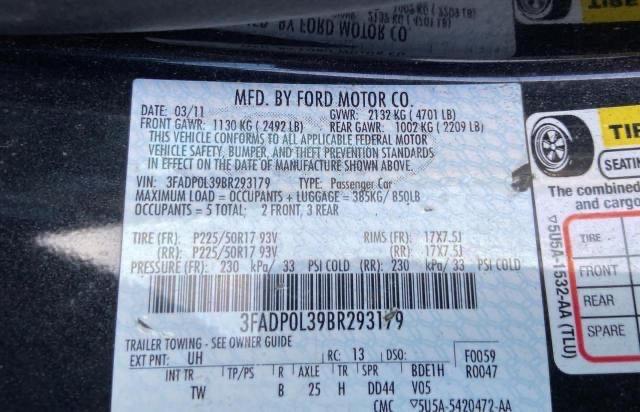 MFD. BY FORD MOTOR CO.
DATE: 03/11 GVWR: 2132 KG ( 4701 LB)
FRONT GAWR: 1130 KG ( 2492 LB) REAR GAWR: 1002 KG ( 2209 LB)
THIS VEHICLE CONFORMS TO ALL APPLICABLE FEDERAL MOTOR
VEHICLE SAFETY, BUMPER, AND THEFT PREVENTION STANDARDS
IN EFFECT ON THE DATE OF MANUFACTURE SHOWN ABOVE.
VIN: 3FADP0L39BR293179 TYPE: Passenger Car
MAXIMUM LOAD = OCCUPANTS + LUGGAGE = 385KG/ 850LB
OCCUPANTS = 5 TOTAL: 2 FRONT, 3 REAR
TIRE (FR): P225/50R17 93V RIMS (FR): 17X7.5J
(RR): P225/50R17 93V (RR): 17X7.5J
PRESSURE (FR): 230 kPa/ 33 PSI COLD (RR): 230 kPa/ 33 PSI COLD
3FADP0L39BR293179
TRAILER TOWING - SEE OWNER GUIDE
EXT PNT: UH RC: 13 DSO: F0059
INT TR TP/PS R AXLE TR SPR BDE1H R0047
TW B 25 H DD44 V05
CMC ▽5U5A-5420472-AA
TIRE
SEATING
The combined
and cargo
TIRE
FRONT
REAR
SPARE
▽5U5A-1532-AA (TLU)